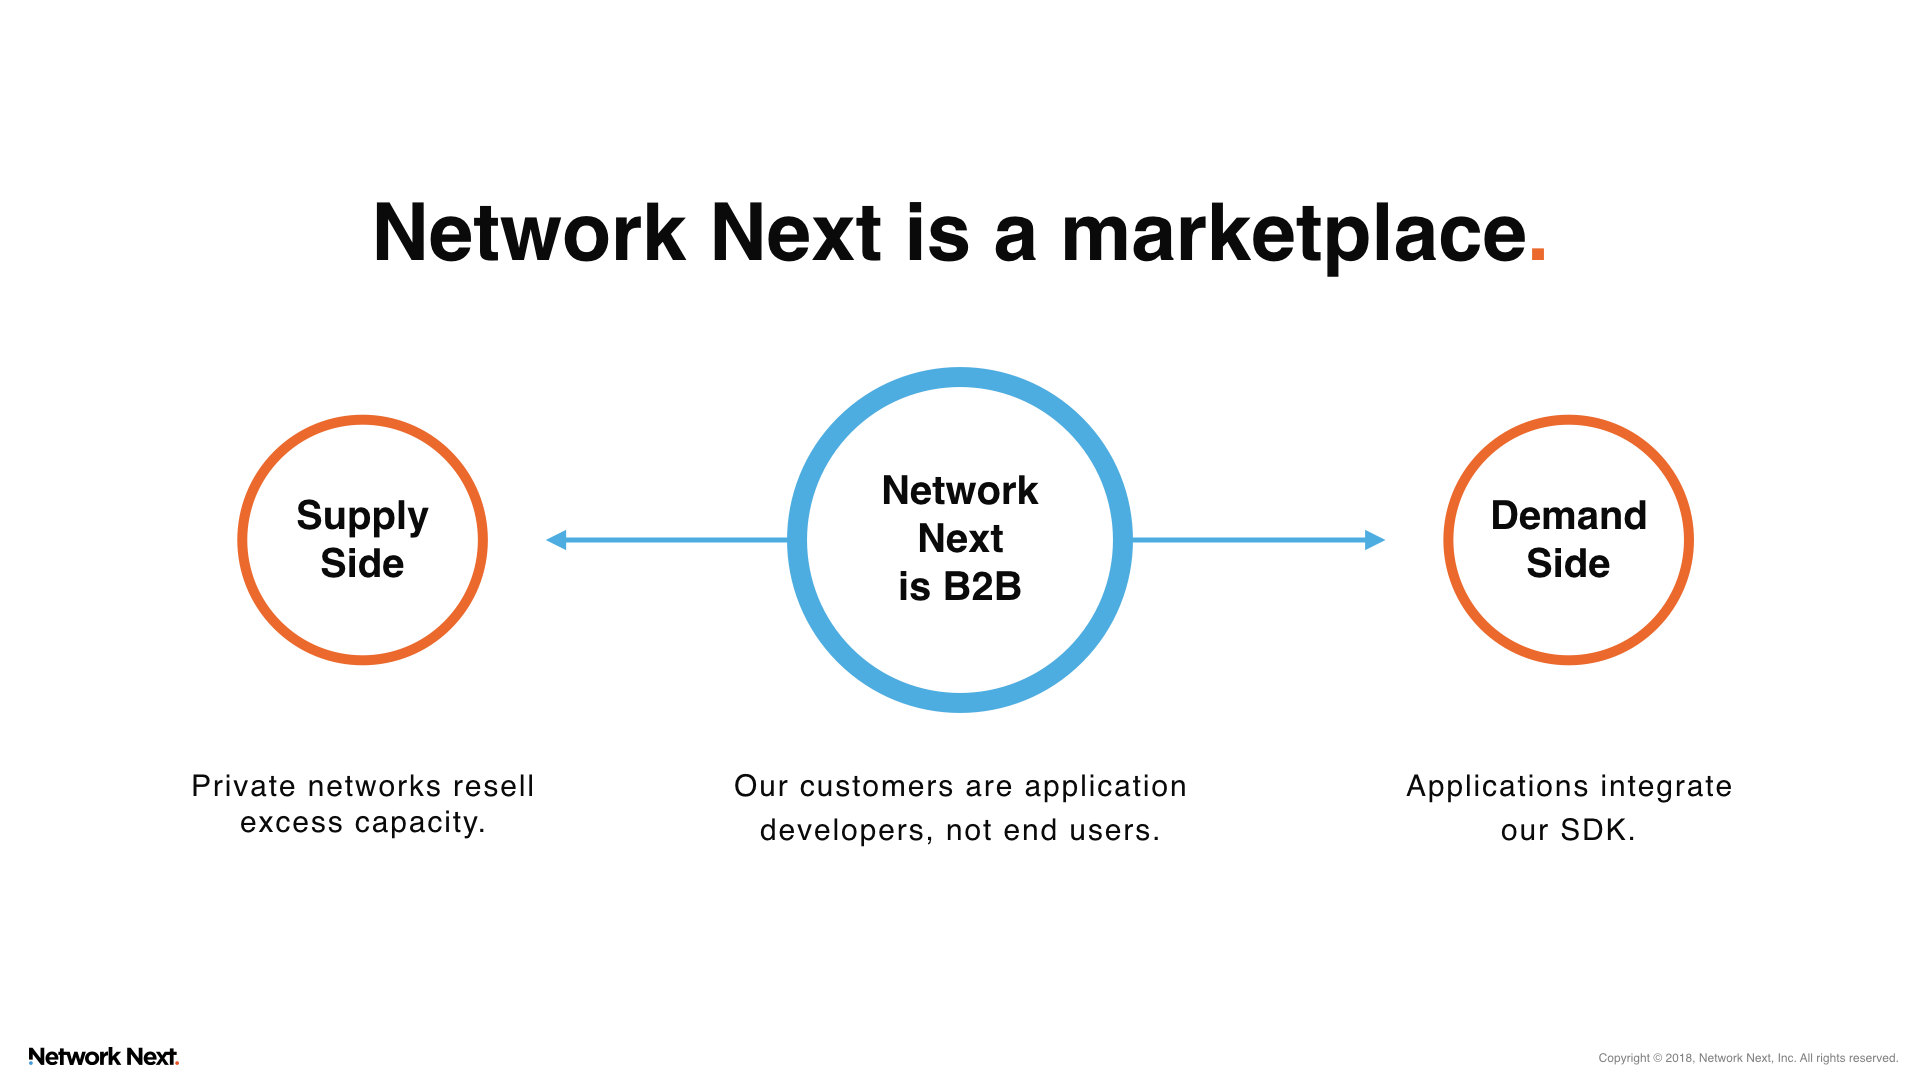 Network Next is a marketplace.
Supply
Side
Network
Next
is B2B
Demand
Side
Private networks resell
excess capacity.
Our customers are application
developers, not end users.
Applications integrate
our SDK.
Network Next.
Copyright © 2018, Network Next, Inc. All rights reserved.